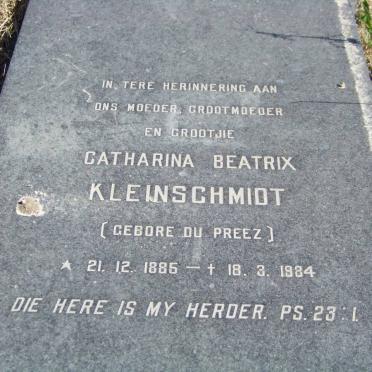 IN TERE HERINNERING AAN
ONS MOEDER, GROOTMOEDER
EN GROOTJIE
CATHARINA BEATRIX
KLEINSCHMIDT
(GEBORE DU PREEZ)
★ 21. 12. 1885 — † 18. 3. 1984
DIE HERE IS MY HERDER. PS. 23:1.